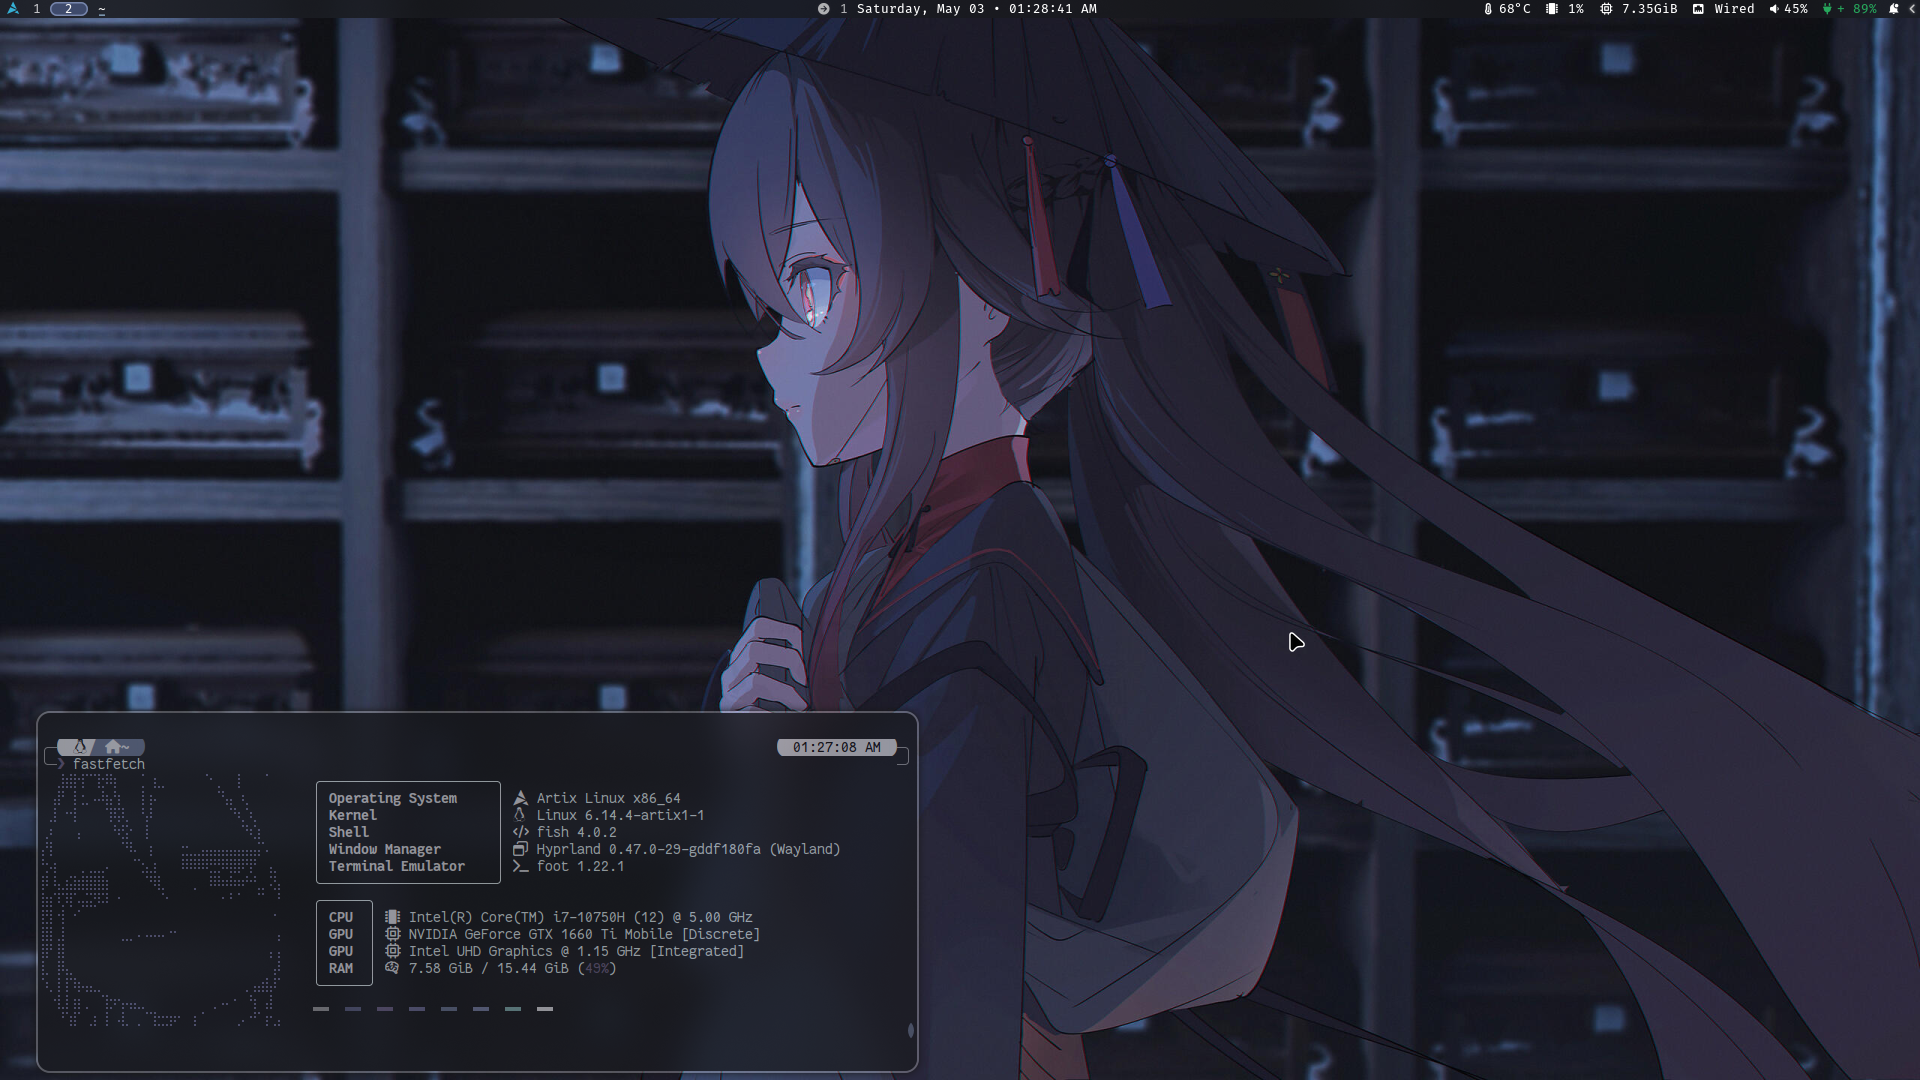 1 2 ~
1 Saturday, May 03 • 01:28:41 AM
68°C 1% 7.35GiB Wired 45% + 89%
~ 01:27:08 AM
❯ fastfetch
Operating System Artix Linux x86_64
Kernel Linux 6.14.4-artix1-1
Shell fish 4.0.2
Window Manager Hyprland 0.47.0-29-gddf180fa (Wayland)
Terminal Emulator foot 1.22.1
CPU Intel(R) Core(TM) i7-10750H (12) @ 5.00 GHz
GPU NVIDIA GeForce GTX 1660 Ti Mobile [Discrete]
GPU Intel UHD Graphics @ 1.15 GHz [Integrated]
RAM 7.58 GiB / 15.44 GiB (49%)